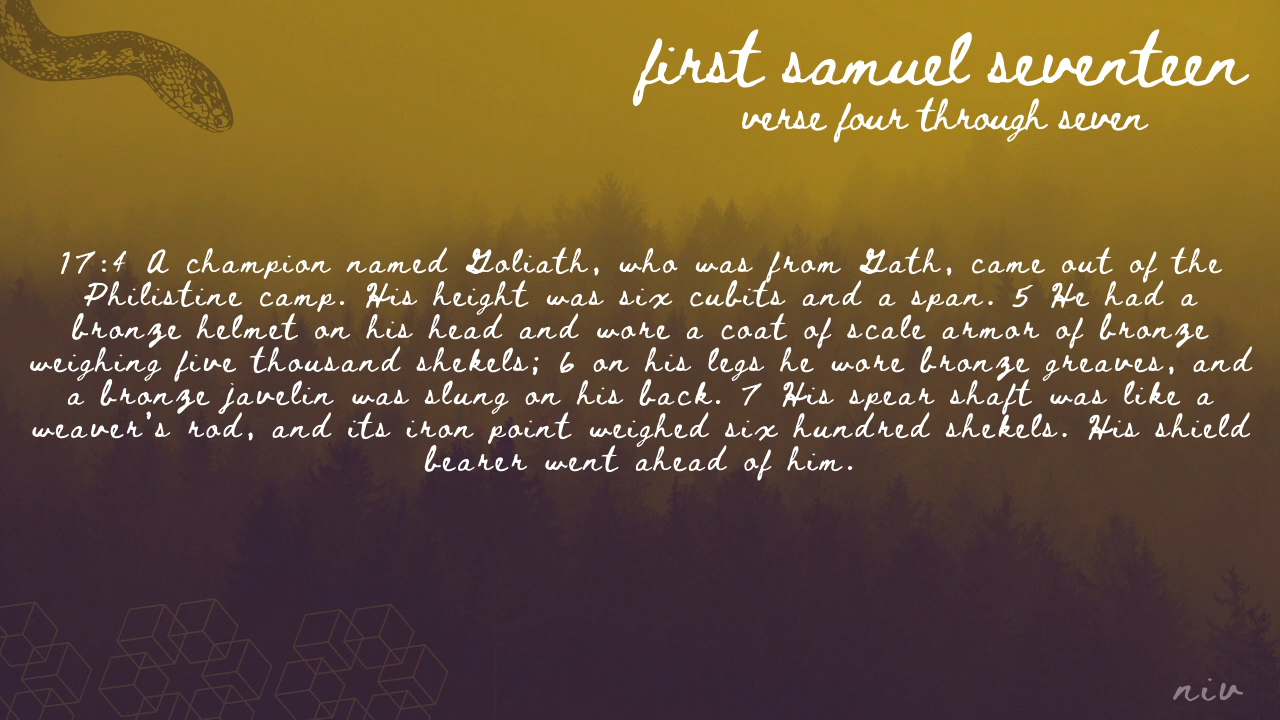 first samuel seventeen
verse four through seven
17:4 A champion named Goliath, who was from Gath, came out of the
Philistine camp. His height was six cubits and a span. 5 He had a
bronze helmet on his head and wore a coat of scale armor of bronze
weighing five thousand shekels; 6 on his legs he wore bronze greaves, and
a bronze javelin was slung on his back. 7 His spear shaft was like a
weaver's rod, and its iron point weighed six hundred shekels. His shield
bearer went ahead of him.
niv